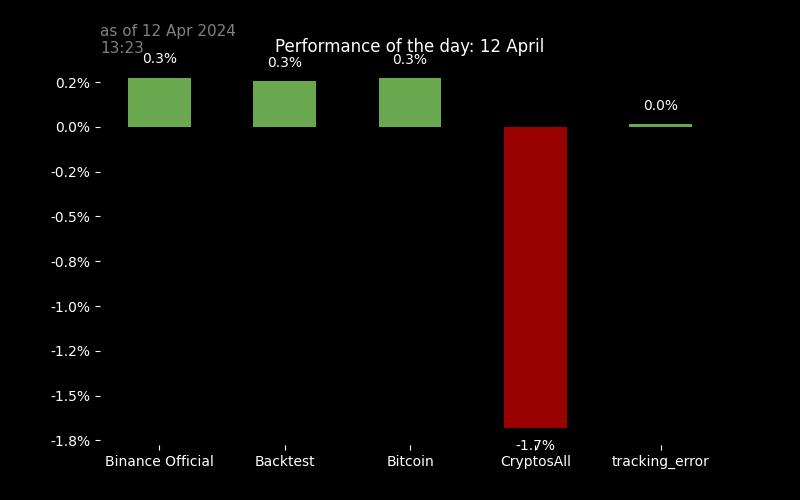 as of 12 Apr 2024
13:23
Performance of the day: 12 April
0.3%
0.3%
0.3%
0.0%
-1.7%
0.2%
0.0%
-0.2%
-0.5%
-0.8%
-1.0%
-1.2%
-1.5%
-1.8%
Binance Official
Backtest
Bitcoin
CryptosAll
tracking_error